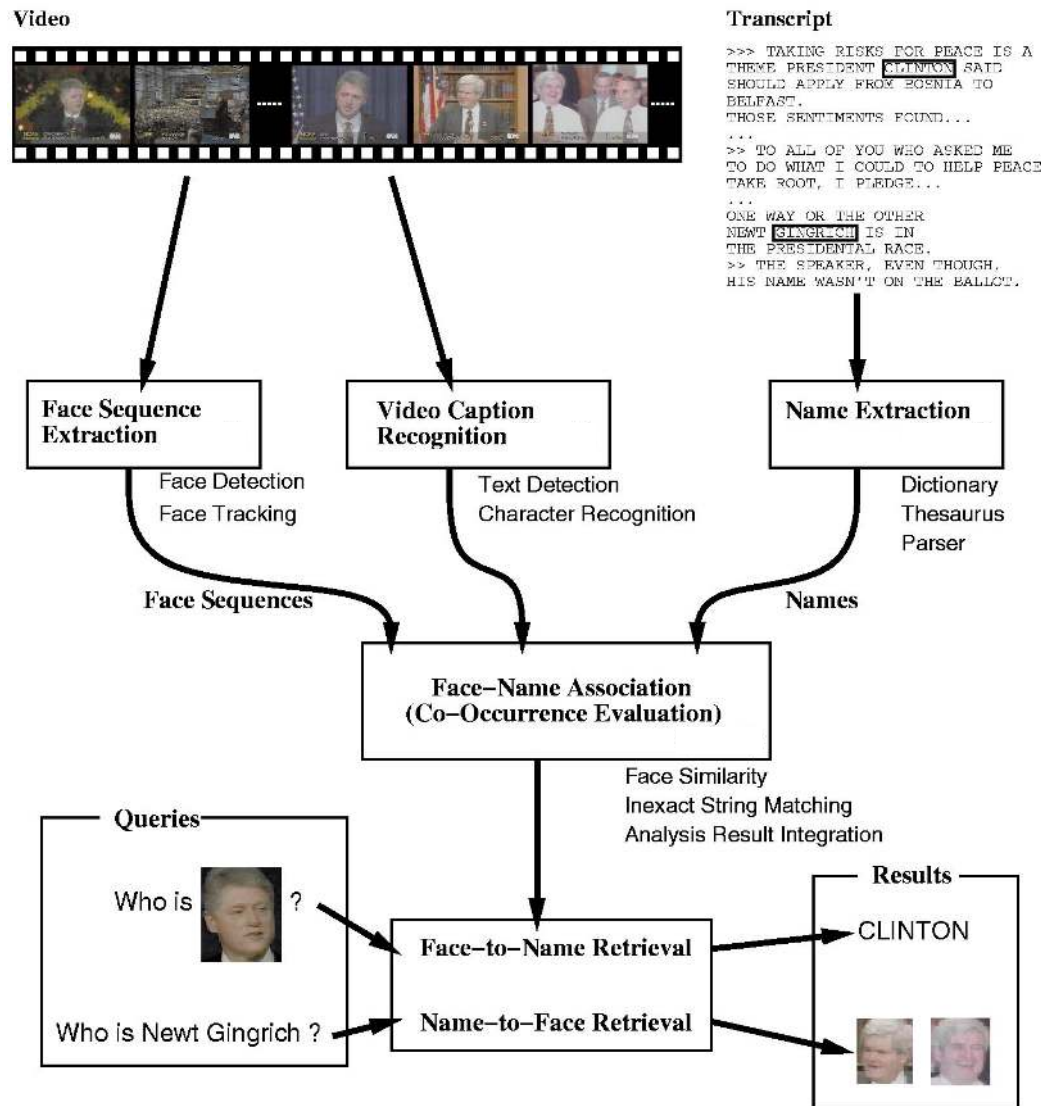 Video
Transcript
>>> TAKING RISKS FOR PEACE IS A
THEME PRESIDENT CLINTON SAID
SHOULD APPLY FROM BOSNIA TO
BELFAST.
THOSE SENTIMENTS FOUND...
...
>> TO ALL OF YOU WHO ASKED ME
TO DO WHAT I COULD TO HELP PEACE
TAKE ROOT, I PLEDGE...
...
ONE WAY OR THE OTHER
NEWT GINGRICH IS IN
THE PRESIDENTAL RACE.
>> THE SPEAKER, EVEN THOUGH,
HIS NAME WASN'T ON THE BALLOT.
Face Sequence
Extraction
Face Detection
Face Tracking
Video Caption
Recognition
Text Detection
Character Recognition
Name Extraction
Dictionary
Thesaurus
Parser
Face Sequences
Names
Face-Name Association
(Co-Occurrence Evaluation)
Face Similarity
Inexact String Matching
Analysis Result Integration
Queries
Who is ?
Who is Newt Gingrich ?
Face-to-Name Retrieval
Name-to-Face Retrieval
Results
CLINTON